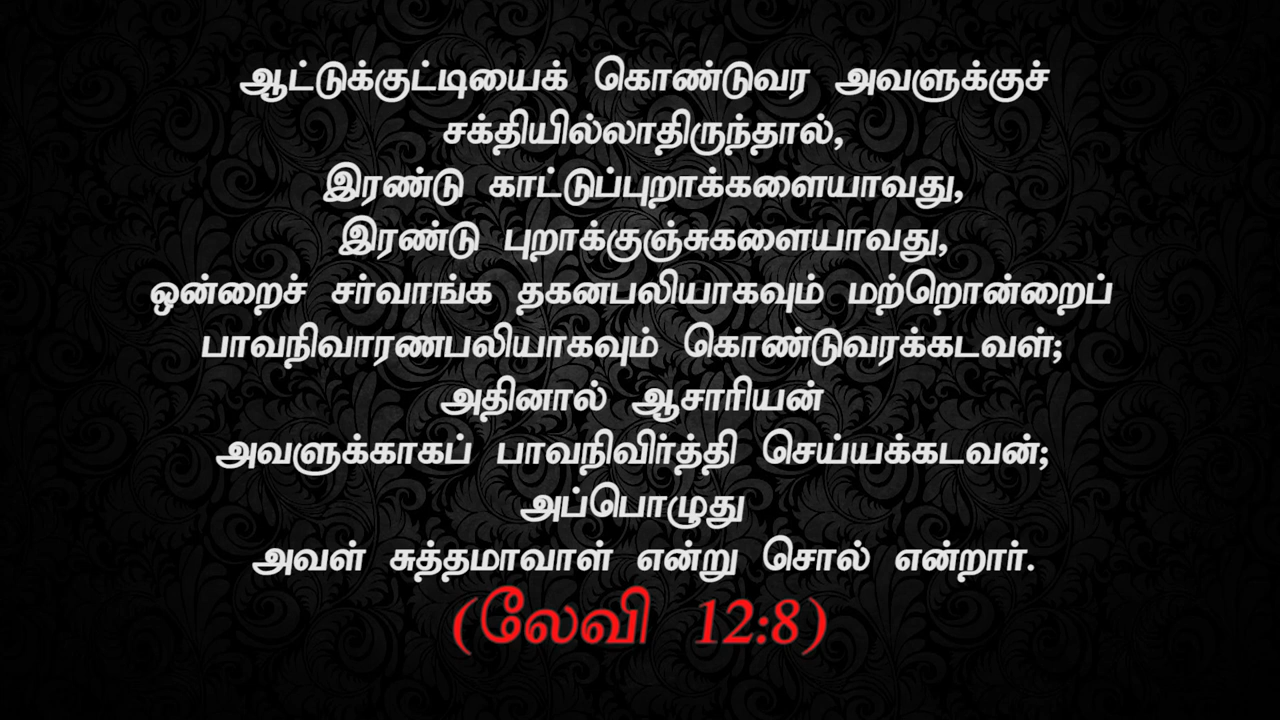 ஆட்டுக்குட்டியைக் கொண்டுவர அவளுக்குச்
சக்தியில்லாதிருந்தால்,
இரண்டு காட்டுப்புறாக்களையாவது,
இரண்டு புறாக்குஞ்சுகளையாவது,
ஒன்றைச் சர்வாங்க தகனபலியாகவும் மற்றொன்றைப்
பாவநிவாரணபலியாகவும் கொண்டுவரக்கடவள்;
அதினால் ஆசாரியன்
அவளுக்காகப் பாவநிவிர்த்தி செய்யக்கடவன்;
அப்பொழுது
அவள் சுத்தமாவாள் என்று சொல் என்றார்.
(லேவி 12:8)